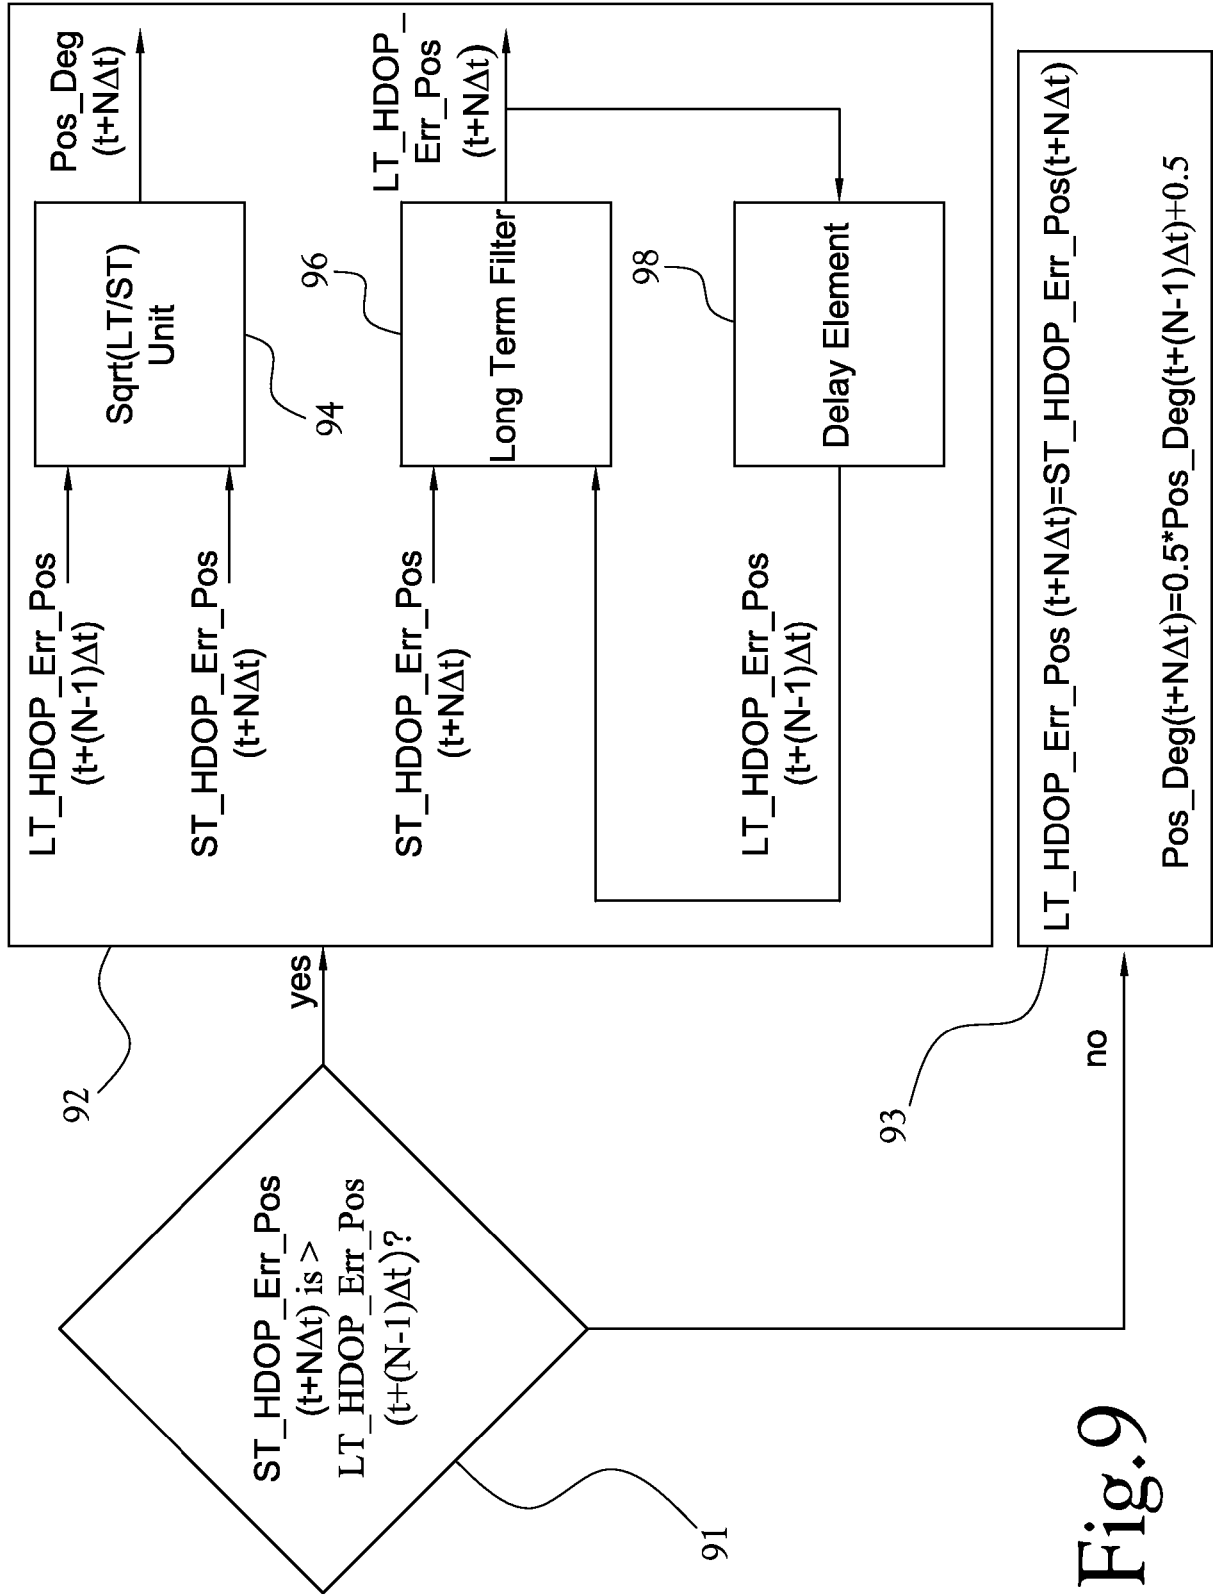 ST_HDOP_Err_Pos
(t+NΔt) is >
LT_HDOP_Err_Pos
(t+(N-1)Δt)?
91
yes
no
92
LT_HDOP_Err_Pos
(t+(N-1)Δt)
ST_HDOP_Err_Pos
(t+NΔt)
Sqrt(LT/ST)
Unit
94
Pos_Deg
(t+NΔt)
ST_HDOP_Err_Pos
(t+NΔt)
Long Term Filter
96
LT_HDOP_
Err_Pos
(t+NΔt)
LT_HDOP_Err_Pos
(t+(N-1)Δt)
Delay Element
98
93
LT_HDOP_Err_Pos (t+NΔt)=ST_HDOP_Err_Pos(t+NΔt)
Pos_Deg(t+NΔt)=0.5*Pos_Deg(t+(N-1)Δt)+0.5
Fig.9